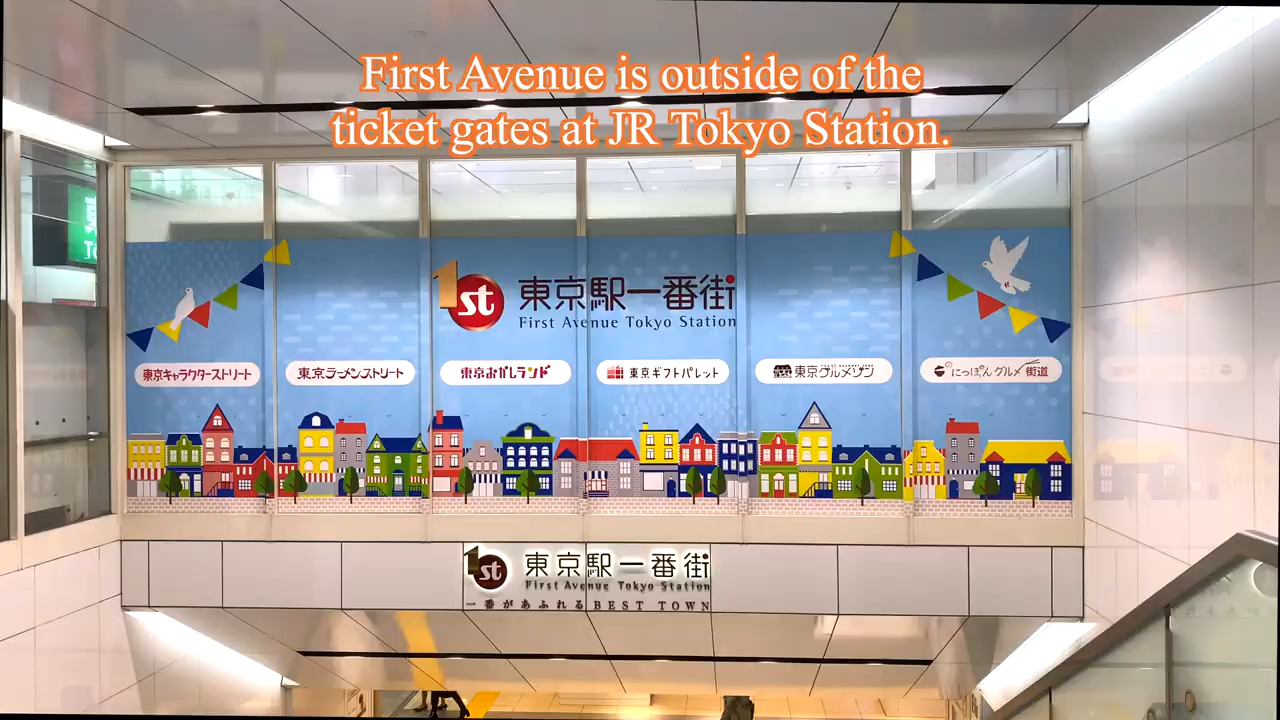 First Avenue is outside of the
ticket gates at JR Tokyo Station.
1st 東京駅一番街
First Avenue Tokyo Station
東京キャラクターストリート
東京ラーメンストリート
東京おかしランド
東京ギフトパレット
東京グルメゾン
にっぽんグルメ街道
1st 東京駅一番街
First Avenue Tokyo Station
一番があふれる BEST TOWN